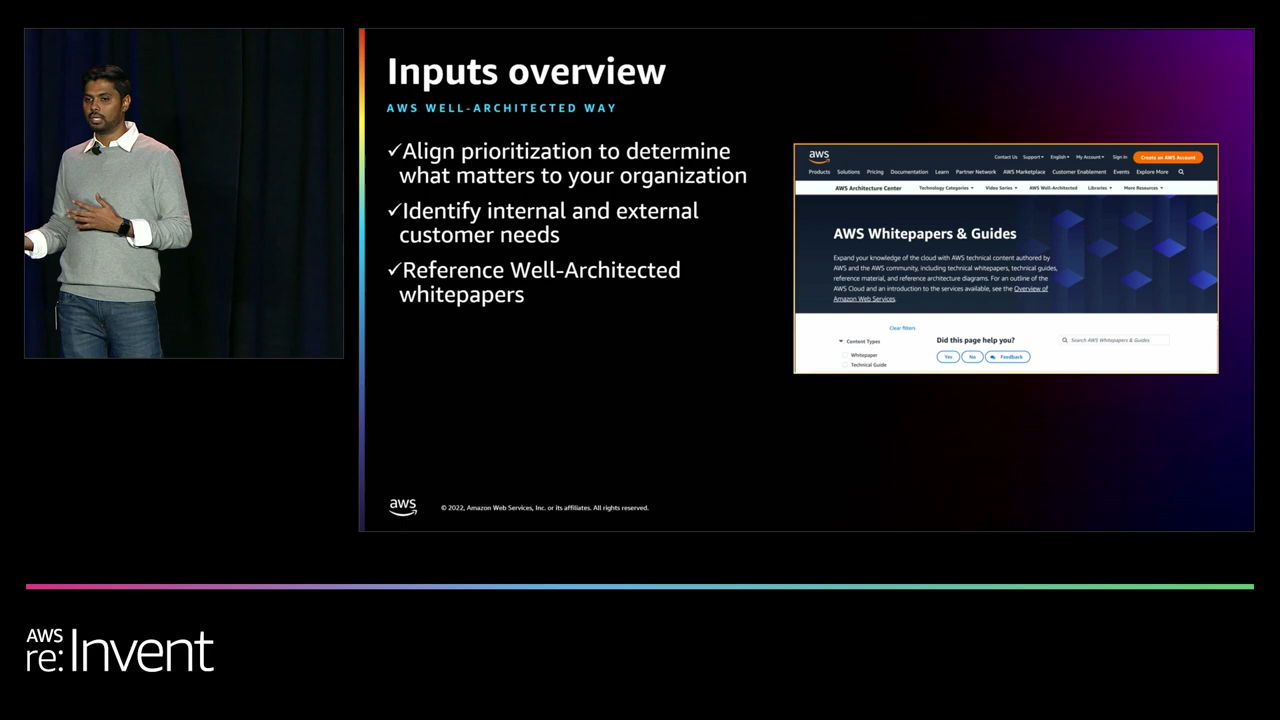 Inputs overview
AWS WELL-ARCHITECTED WAY
✓Align prioritization to determine
what matters to your organization
✓Identify internal and external
customer needs
✓Reference Well-Architected
whitepapers
aws
Contact Us Support English My Account Sign In Create an AWS Account
Products Solutions Pricing Documentation Learn Partner Network AWS Marketplace Customer Enablement Events Explore More
AWS Architecture Center Technology Categories Video Series AWS Well-Architected Libraries More Resources
AWS Whitepapers & Guides
Expand your knowledge of the cloud with AWS technical content authored by
AWS and the AWS community, including technical whitepapers, technical guides,
reference material, and reference architecture diagrams. For an outline of the
AWS Cloud and an introduction to the services available, see the Overview of
Amazon Web Services.
Clear filters
Content Types
Whitepaper
Technical Guide
Did this page help you?
Yes No Feedback
Search AWS Whitepapers & Guides
aws
© 2022, Amazon Web Services, Inc. or its affiliates. All rights reserved.
AWS
re:Invent